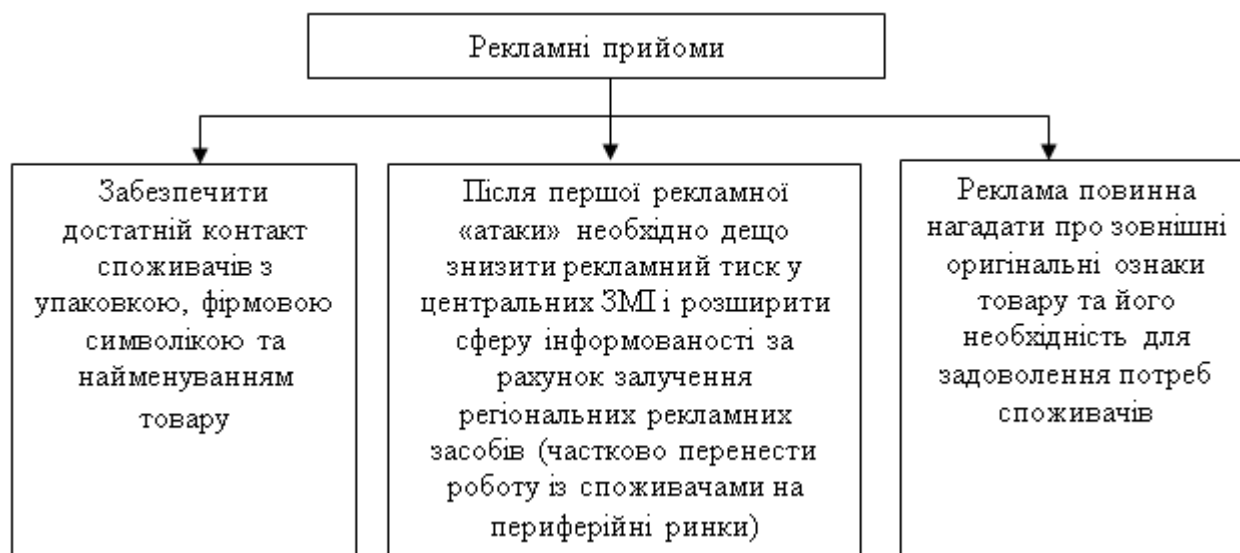 Рекламні прийоми
Забезпечити
достатній контакт
споживачів з
упаковкою, фірмовою
символікою та
найменуванням
товару
Після першої рекламної
«атаки» необхідно дещо
знизити рекламний тиск у
центральних ЗМІ і розширити
сферу інформованості за
рахунок залучення
регіональних рекламних
засобів (частково перенести
роботу із споживачами на
периферійні ринки)
Реклама повинна
нагадати про зовнішні
оригінальні ознаки
товару та його
необхідність для
задоволення потреб
споживачів